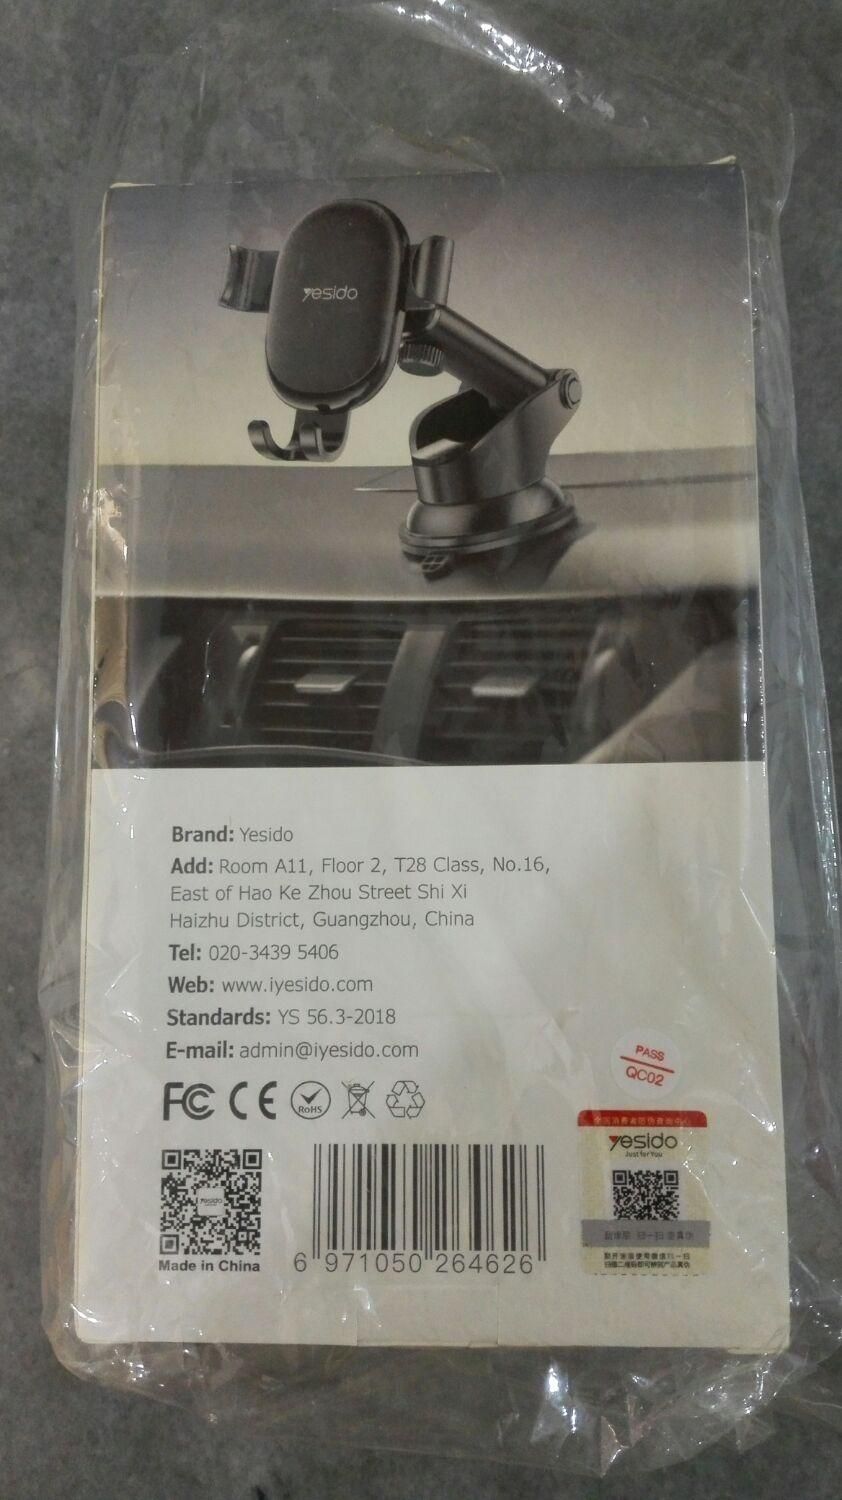 yesido
Brand: Yesido
Add: Room A11, Floor 2, T28 Class, No.16,
East of Hao Ke Zhou Street Shi Xi
Haizhu District, Guangzhou, China
Tel: 020-3439 5406
Web: www.iyesido.com
Standards: YS 56.3-2018
E-mail: admin@iyesido.com
FC CE RoHS
PASS
QC02
yesido
Just for You
yesido
Made in China
6 971050 264626